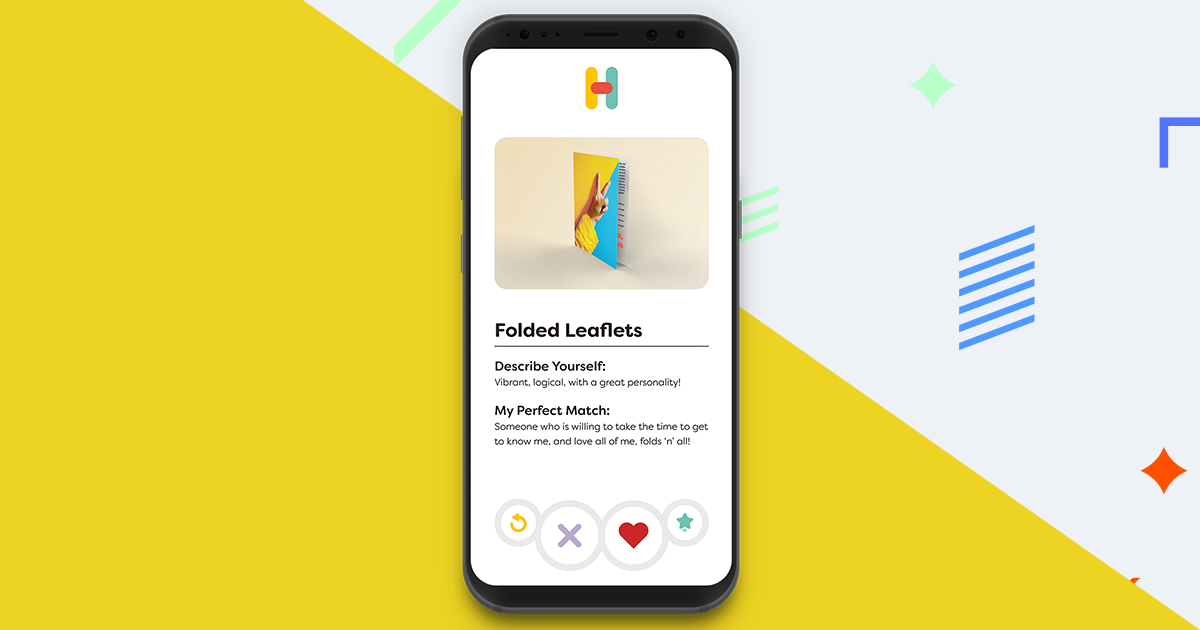 Folded Leaflets
Describe Yourself:
Vibrant, logical, with a great personality!
My Perfect Match:
Someone who is willing to take the time to get
to know me, and love all of me, folds ‘n’ all!